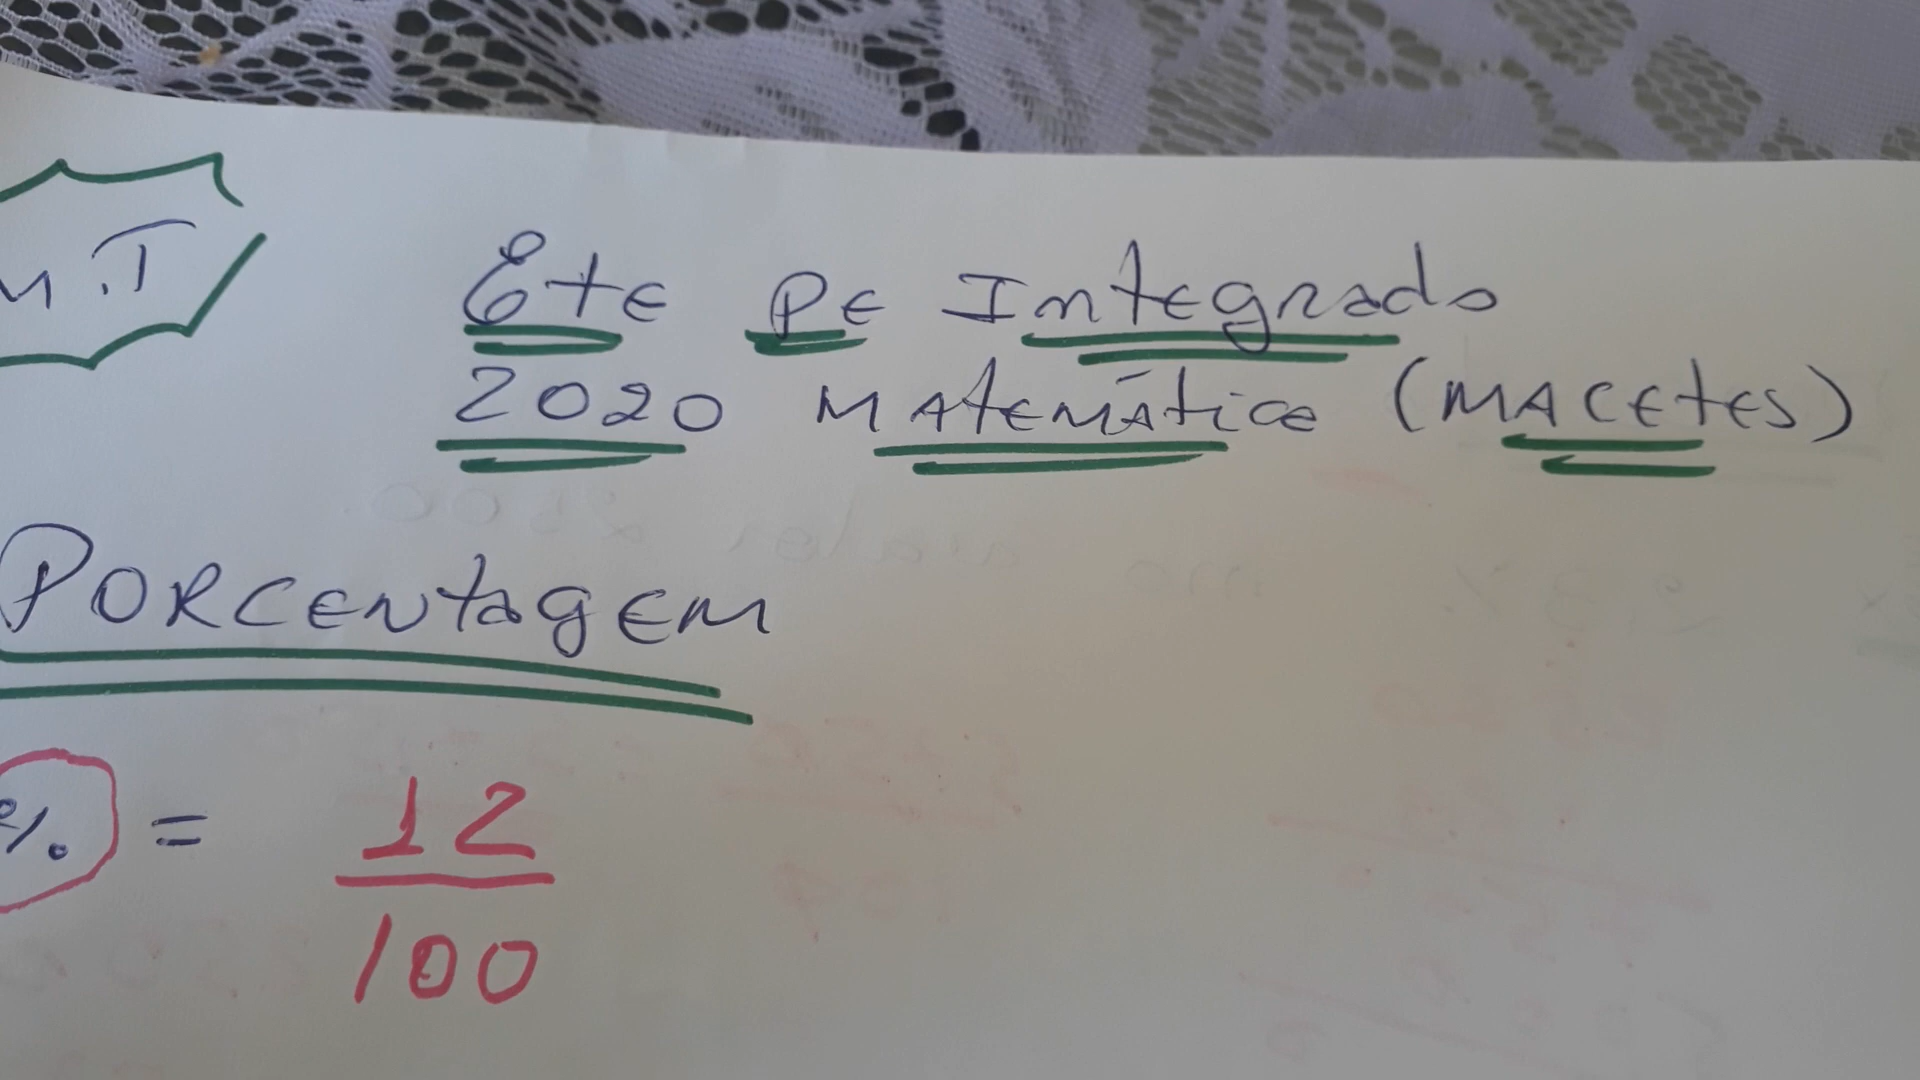 M.T
Ete PE Integrado
2020 MAtEMÁtica (MACEtES)
PORCENtagEM
% = 12
100